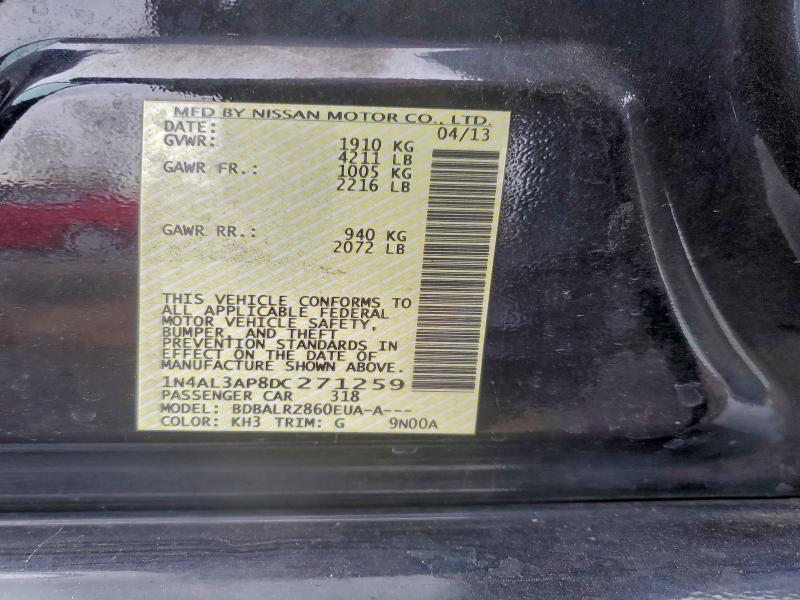 MFD BY NISSAN MOTOR CO., LTD.
DATE: 04/13
GVWR: 1910 KG
4211 LB
GAWR FR.: 1005 KG
2216 LB
GAWR RR.: 940 KG
2072 LB
THIS VEHICLE CONFORMS TO
ALL APPLICABLE FEDERAL
MOTOR VEHICLE SAFETY,
BUMPER, AND THEFT
PREVENTION STANDARDS IN
EFFECT ON THE DATE OF
MANUFACTURE SHOWN ABOVE.
1N4AL3AP8DC271259
PASSENGER CAR 318
MODEL: BDBALRZ860EUA-A---
COLOR: KH3 TRIM: G 9N00A